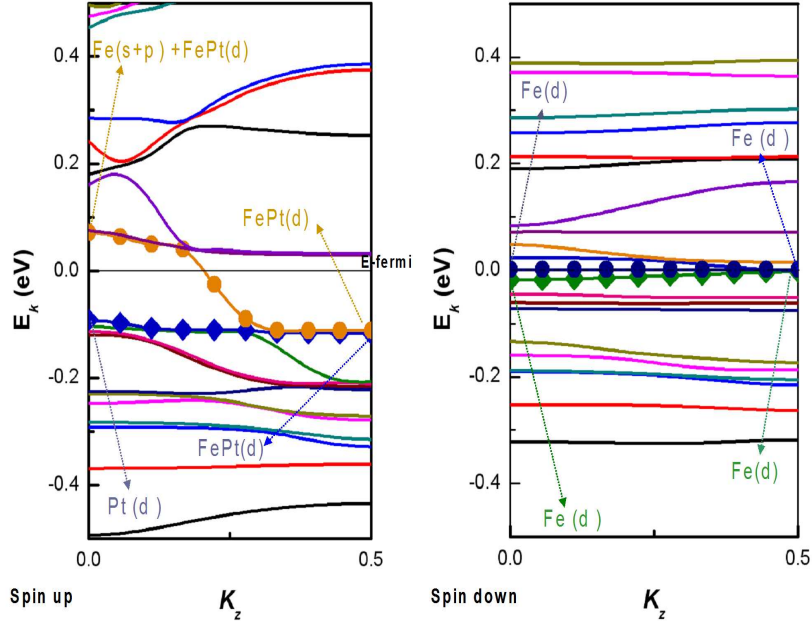 0.4
0.2
0.0
-0.2
-0.4
E_k (eV)
Fe(s+p ) +FePt(d)
FePt(d)
E-fermi
FePt(d)
Pt (d )
0.0
0.5
K_z
Spin up
0.4
0.2
0.0
-0.2
-0.4
E_k (eV)
Fe(d)
Fe (d )
Fe(d)
Fe (d )
0.0
0.5
K_z
Spin down